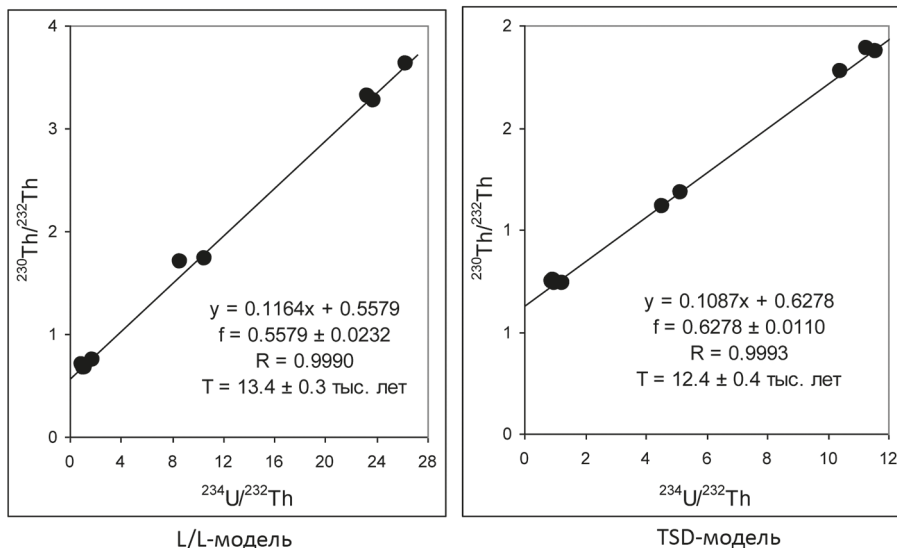 4
3
2
1
0
²³⁰Th/²³²Th
y = 0.1164x + 0.5579
f = 0.5579 ± 0.0232
R = 0.9990
T = 13.4 ± 0.3 тыс. лет
0 4 8 12 16 20 24 28
²³⁴U/²³²Th
L/L-модель
2
2
1
1
0
²³⁰Th/²³²Th
y = 0.1087x + 0.6278
f = 0.6278 ± 0.0110
R = 0.9993
T = 12.4 ± 0.4 тыс. лет
0 2 4 6 8 10 12
²³⁴U/²³²Th
TSD-модель